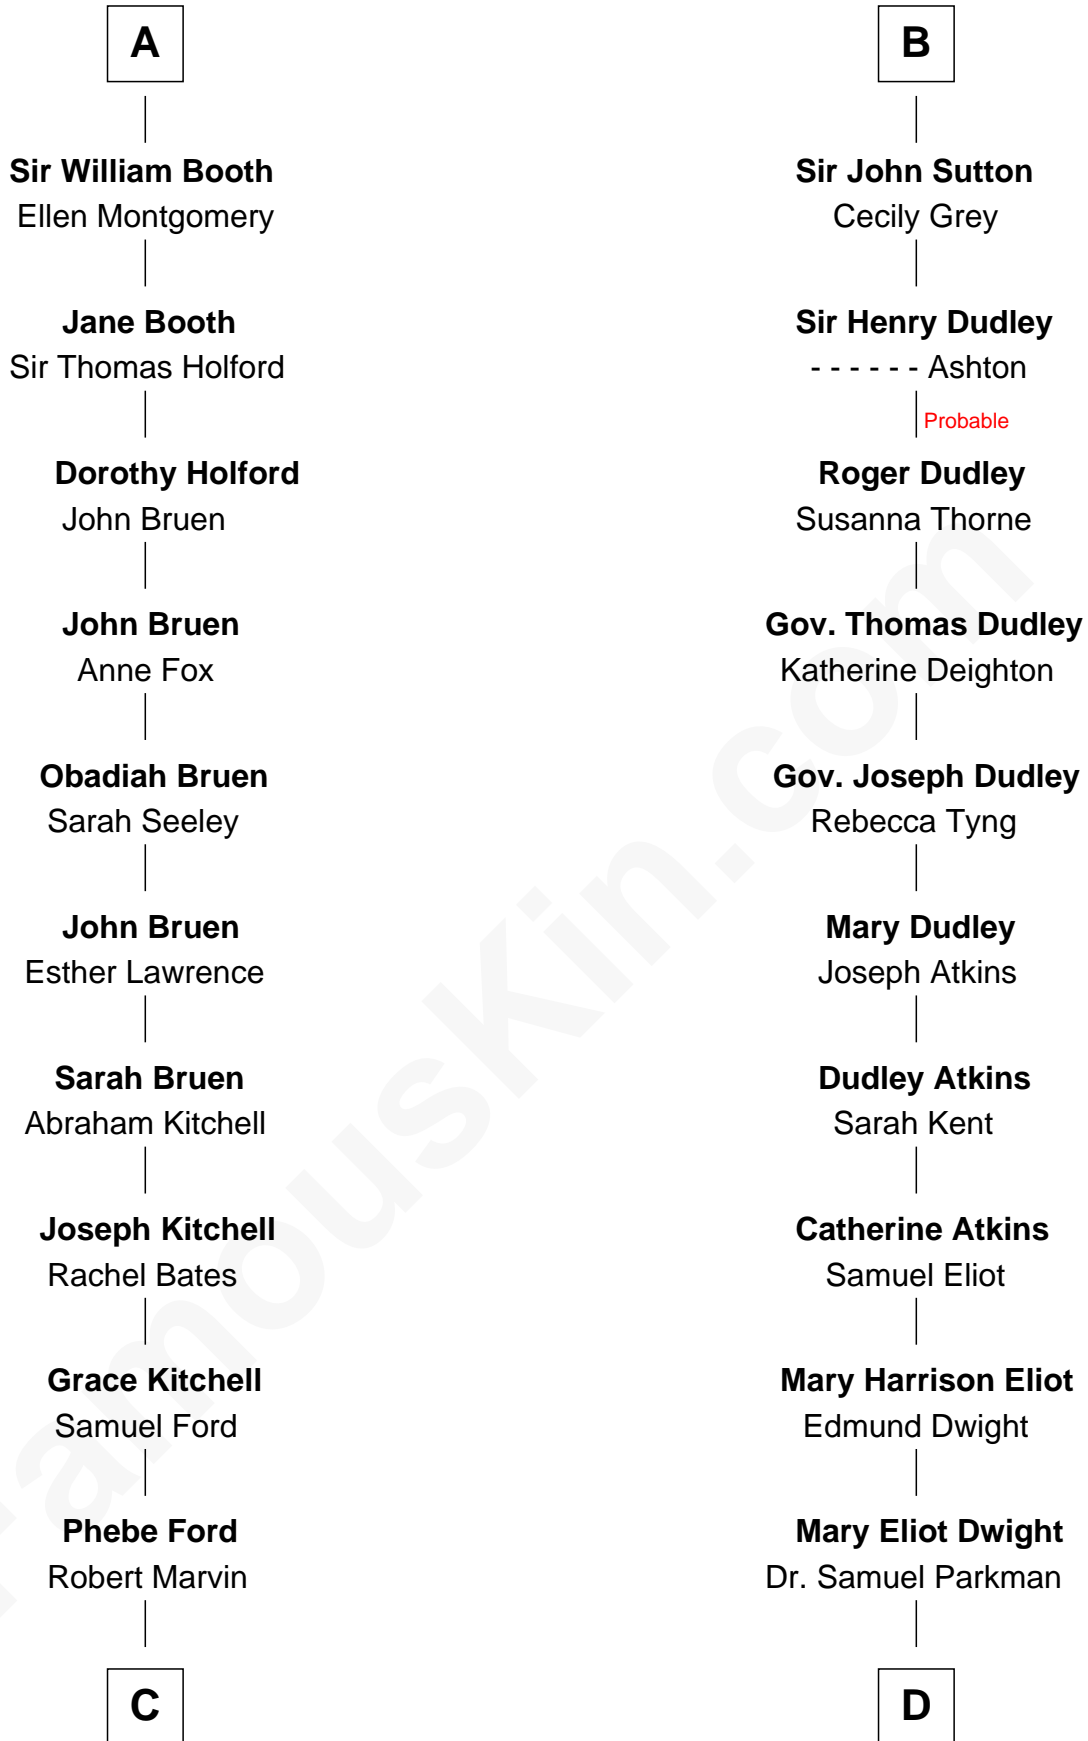 A
Sir William Booth
Ellen Montgomery
Jane Booth
Sir Thomas Holford
Dorothy Holford
John Bruen
John Bruen
Anne Fox
Obadiah Bruen
Sarah Seeley
John Bruen
Esther Lawrence
Sarah Bruen
Abraham Kitchell
Joseph Kitchell
Rachel Bates
Grace Kitchell
Samuel Ford
Phebe Ford
Robert Marvin
C
B
Sir John Sutton
Cecily Grey
Sir Henry Dudley
- - - - - - Ashton
Probable
Roger Dudley
Susanna Thorne
Gov. Thomas Dudley
Katherine Deighton
Gov. Joseph Dudley
Rebecca Tyng
Mary Dudley
Joseph Atkins
Dudley Atkins
Sarah Kent
Catherine Atkins
Samuel Eliot
Mary Harrison Eliot
Edmund Dwight
Mary Eliot Dwight
Dr. Samuel Parkman
D
FamousKin.com